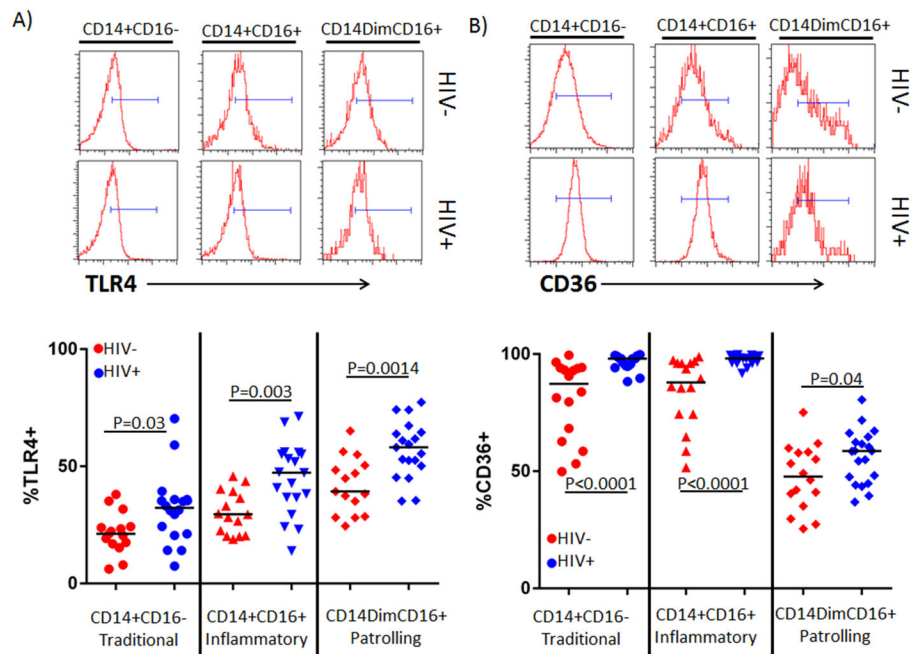 A)
CD14+CD16-
CD14+CD16+
CD14DimCD16+
HIV-
HIV+
TLR4
%TLR4+
100
50
0
HIV-
HIV+
P=0.03
P=0.003
P=0.0014
CD14+CD16-
Traditional
CD14+CD16+
Inflammatory
CD14DimCD16+
Patrolling
B)
CD14+CD16-
CD14+CD16+
CD14DimCD16+
HIV-
HIV+
CD36
%CD36+
100
50
0
P<0.0001
P<0.0001
P=0.04
HIV-
HIV+
CD14+CD16-
Traditional
CD14+CD16+
Inflammatory
CD14DimCD16+
Patrolling